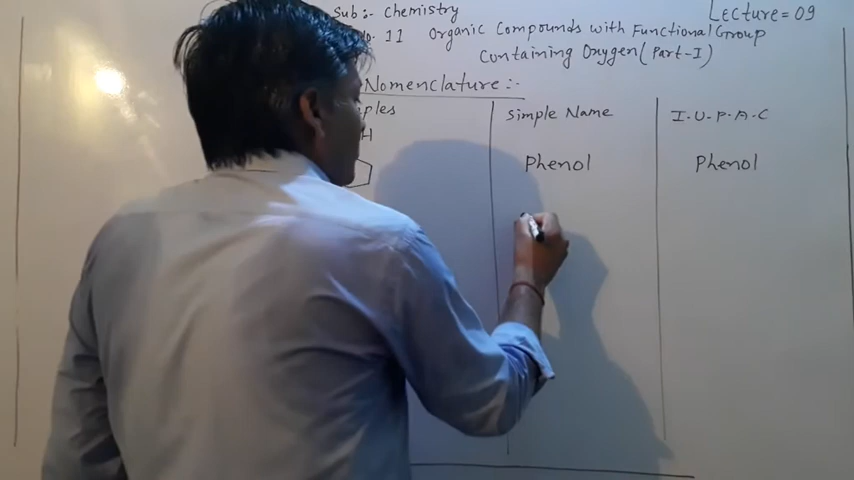 Sub:- Chemistry
Lecture = 09
No. 11 Organic Compounds with Functional Group
Containing Oxygen (Part-I)
Nomenclature :-
Simple Name
I.U.P.A.C
Phenol
Phenol